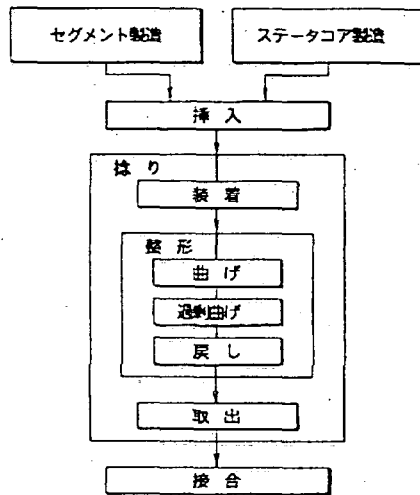 セグメント製造
ステータコア製造
挿入
捻り
装着
整形
曲げ
過剰曲げ
戻し
取出
接合